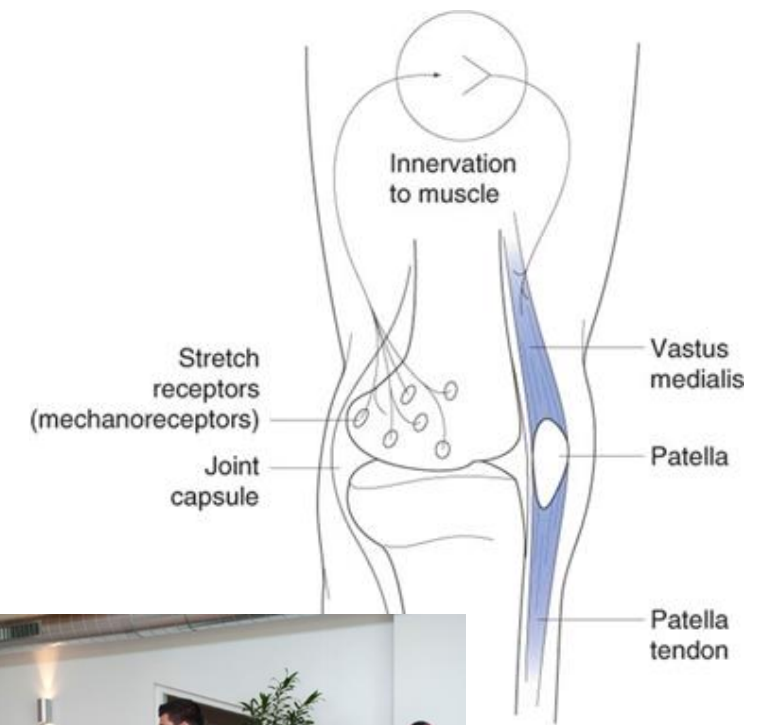 Innervation
to muscle
Stretch
receptors
(mechanoreceptors)
Joint
capsule
Vastus
medialis
Patella
Patella
tendon